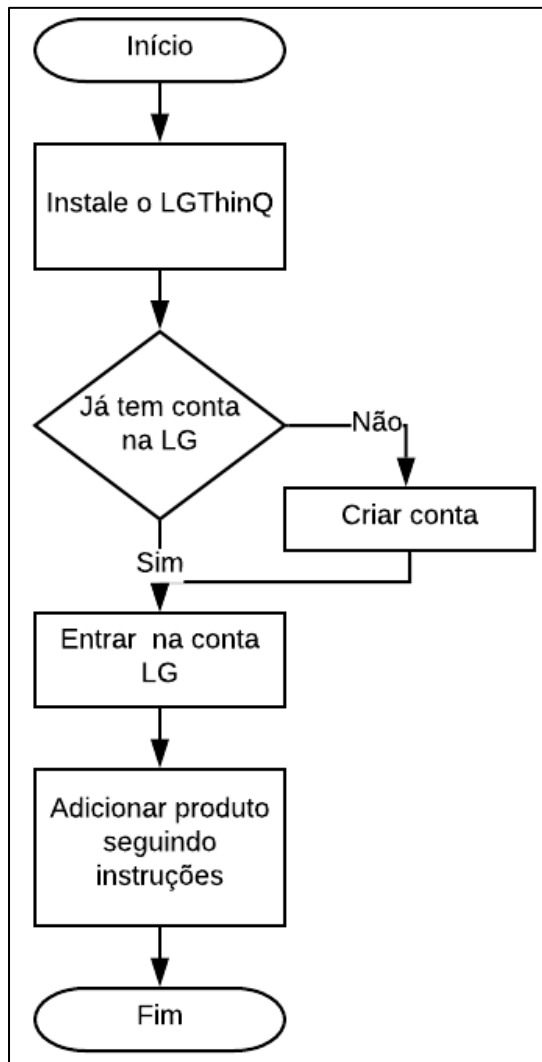 Início
Instale o LGThinQ
Já tem conta
na LG
Não
Criar conta
Sim
Entrar na conta
LG
Adicionar produto
seguindo
instruções
Fim